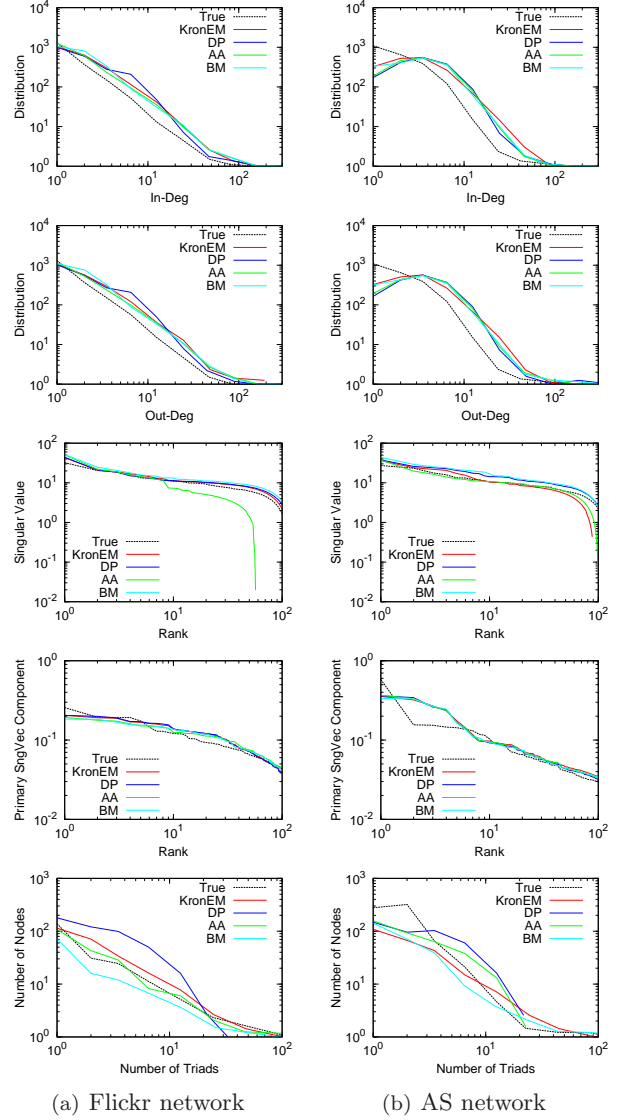 10^4
10^3
10^2
10^1
10^0
Distribution
True
KronEM
DP
AA
BM
10^0
10^1
10^2
In-Deg
10^4
10^3
10^2
10^1
10^0
Distribution
True
KronEM
DP
AA
BM
10^0
10^1
10^2
In-Deg
10^4
10^3
10^2
10^1
10^0
Distribution
True
KronEM
DP
AA
BM
10^0
10^1
10^2
Out-Deg
10^4
10^3
10^2
10^1
10^0
Distribution
True
KronEM
DP
AA
BM
10^0
10^1
10^2
Out-Deg
10^2
10^1
10^0
10^-1
10^-2
Singular Value
True
KronEM
DP
AA
BM
10^0
10^1
10^2
Rank
10^2
10^1
10^0
10^-1
10^-2
Singular Value
True
KronEM
DP
AA
BM
10^0
10^1
10^2
Rank
10^0
10^-1
10^-2
Primary SngVec Component
True
KronEM
DP
AA
BM
10^0
10^1
10^2
Rank
10^0
10^-1
10^-2
Primary SngVec Component
True
KronEM
DP
AA
BM
10^0
10^1
10^2
Rank
10^3
10^2
10^1
10^0
Number of Nodes
True
KronEM
DP
AA
BM
10^0
10^1
10^2
Number of Triads
10^3
10^2
10^1
10^0
Number of Nodes
True
KronEM
DP
AA
BM
10^0
10^1
10^2
Number of Triads
(a) Flickr network
(b) AS network